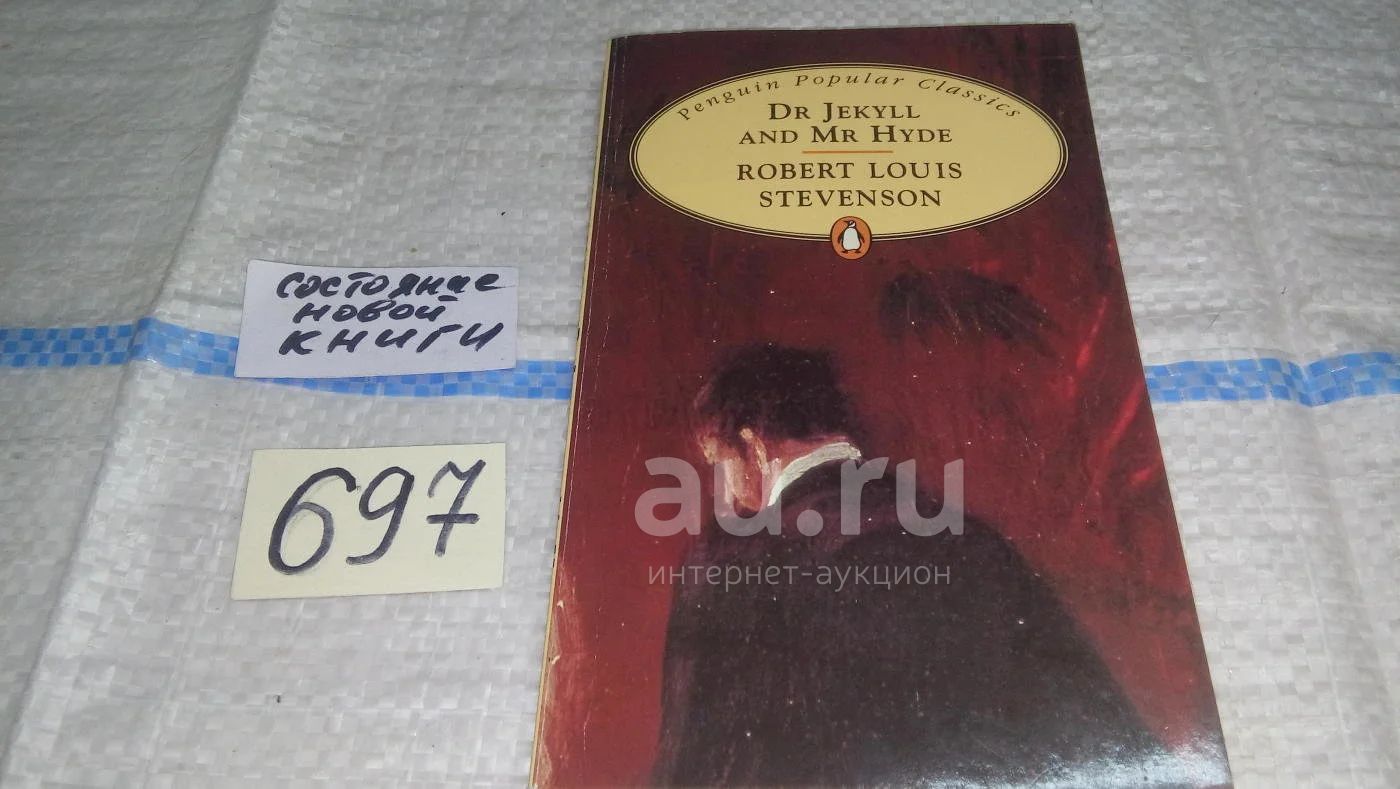 Penguin Popular Classics
DR JEKYLL
AND MR HYDE
ROBERT LOUIS
STEVENSON
состояние
новой
книги
697
au.ru
интернет-аукцион